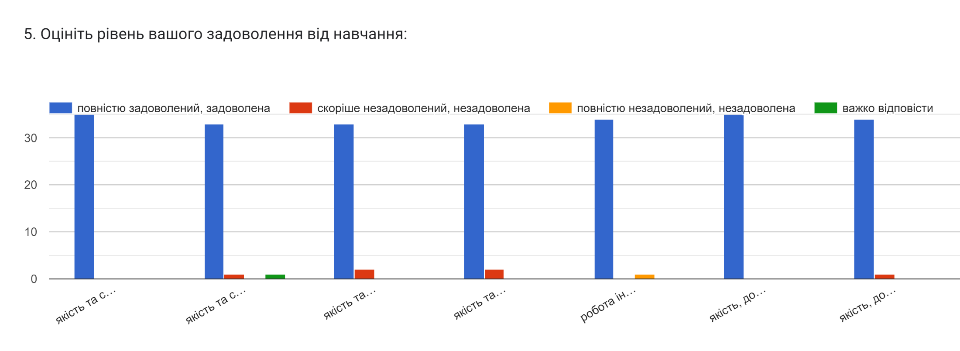 5. Оцініть рівень вашого задоволення від навчання:
повністю задоволений, задоволена скоріше незадоволений, незадоволена повністю незадоволений, незадоволена важко відповісти
30
20
10
0
якість та с… якість та с… якість та… якість та… робота ін… якість, до… якість, до…